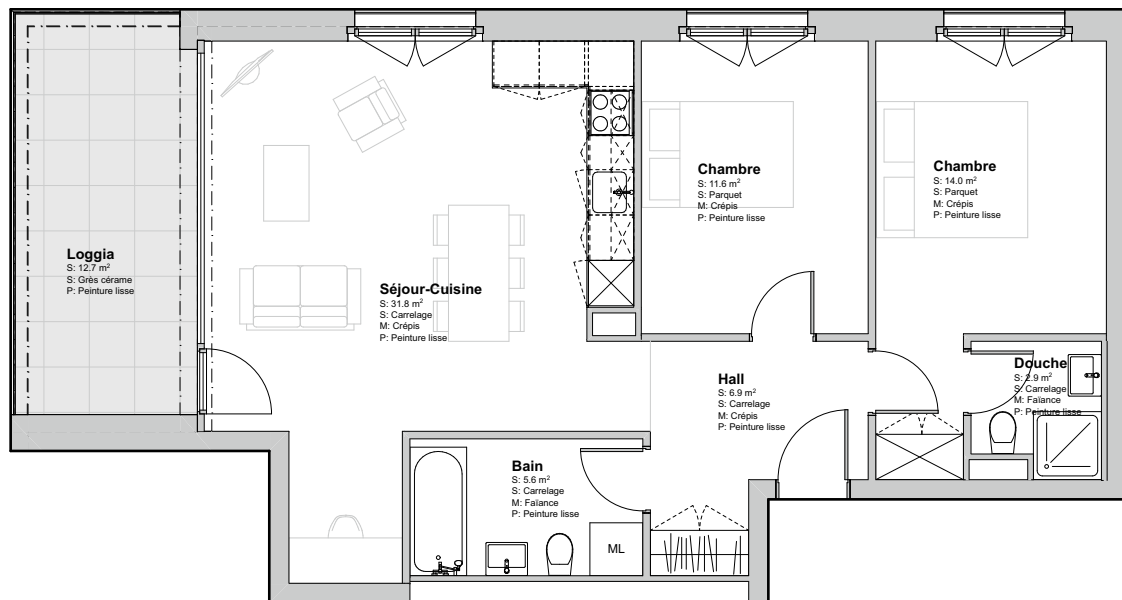 Loggia
S: 12.7 m²
S: Grès cérame
P: Peinture lisse
Séjour-Cuisine
S: 31.8 m²
S: Carrelage
M: Crépis
P: Peinture lisse
Chambre
S: 11.6 m²
S: Parquet
M: Crépis
P: Peinture lisse
Chambre
S: 14.0 m²
S: Parquet
M: Crépis
P: Peinture lisse
Hall
S: 6.9 m²
S: Carrelage
M: Crépis
P: Peinture lisse
Douche
S: 2.9 m²
S: Carrelage
M: Faïance
P: Peinture lisse
Bain
S: 5.6 m²
S: Carrelage
M: Faïance
P: Peinture lisse
ML